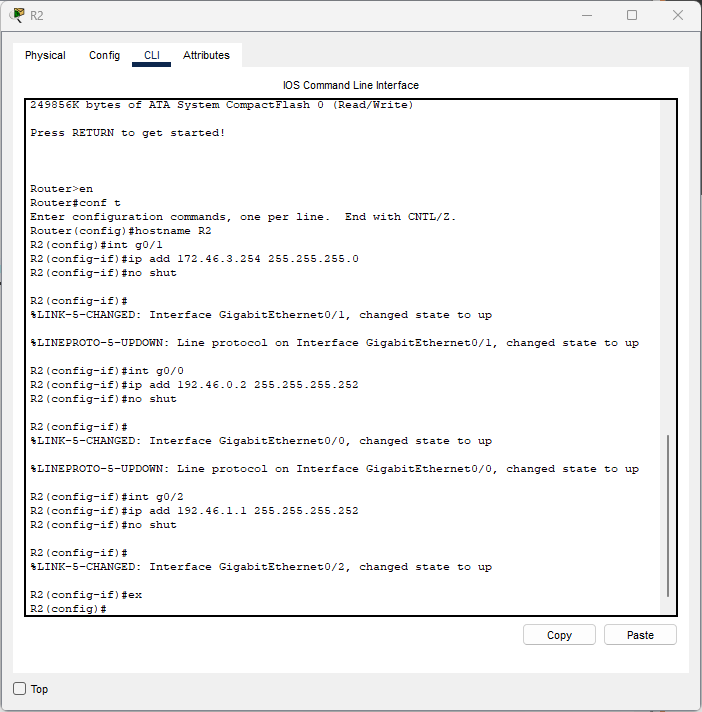 R2
Physical Config CLI Attributes
IOS Command Line Interface
249856K bytes of ATA System CompactFlash 0 (Read/Write)
Press RETURN to get started!
Router>en
Router#conf t
Enter configuration commands, one per line.  End with CNTL/Z.
Router(config)#hostname R2
R2(config)#int g0/1
R2(config-if)#ip add 172.46.3.254 255.255.255.0
R2(config-if)#no shut
R2(config-if)#
%LINK-5-CHANGED: Interface GigabitEthernet0/1, changed state to up
%LINEPROTO-5-UPDOWN: Line protocol on Interface GigabitEthernet0/1, changed state to up
R2(config-if)#int g0/0
R2(config-if)#ip add 192.46.0.2 255.255.255.252
R2(config-if)#no shut
R2(config-if)#
%LINK-5-CHANGED: Interface GigabitEthernet0/0, changed state to up
%LINEPROTO-5-UPDOWN: Line protocol on Interface GigabitEthernet0/0, changed state to up
R2(config-if)#int g0/2
R2(config-if)#ip add 192.46.1.1 255.255.255.252
R2(config-if)#no shut
R2(config-if)#
%LINK-5-CHANGED: Interface GigabitEthernet0/2, changed state to up
R2(config-if)#ex
R2(config)#
Copy Paste
Top